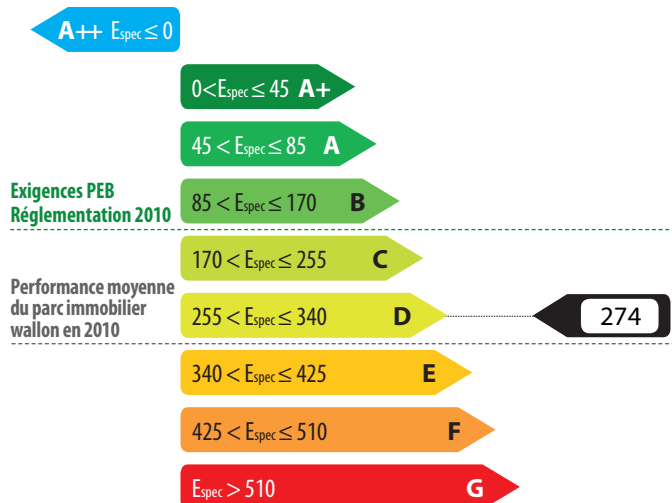 A++ Espec ≤ 0
0<Espec ≤ 45 A+
45 < Espec ≤ 85 A
Exigences PEB
Réglementation 2010
85 < Espec ≤ 170 B
170 < Espec ≤ 255 C
Performance moyenne
du parc immobilier
wallon en 2010
255 < Espec ≤ 340 D
274
340 < Espec ≤ 425 E
425 < Espec ≤ 510 F
Espec > 510 G